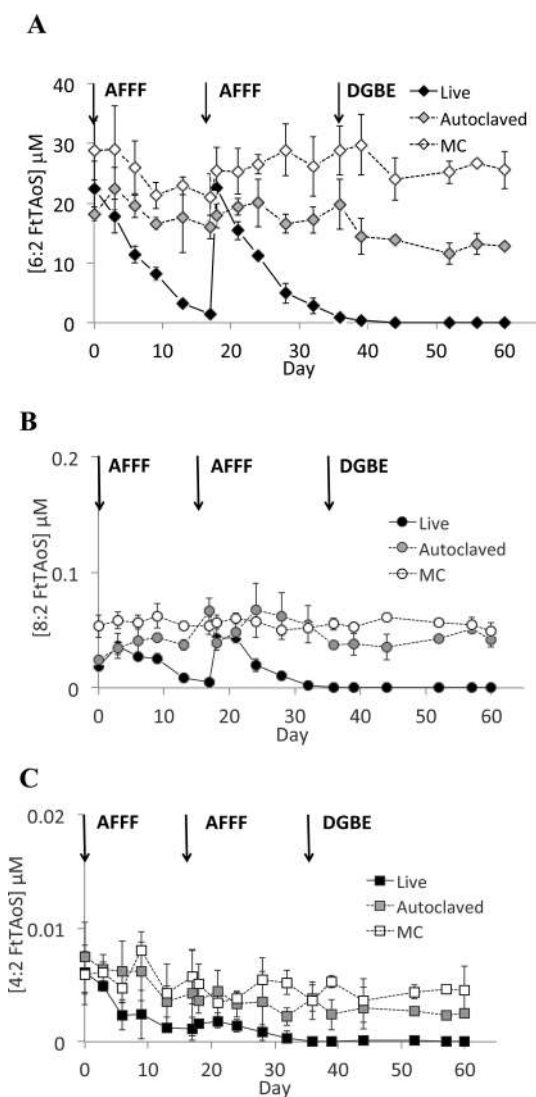 A
AFFF AFFF DGBE
Live
Autoclaved
MC
[6:2 FtTAoS] µM
40
30
20
10
0
0 10 20 30 40 50 60
Day
B
AFFF AFFF DGBE
Live
Autoclaved
MC
[8:2 FtTAoS] µM
0.2
0.1
0
0 10 20 30 40 50 60
Day
C
AFFF AFFF DGBE
Live
Autoclaved
MC
[4:2 FtTAoS] µM
0.02
0.01
0
0 10 20 30 40 50 60
Day